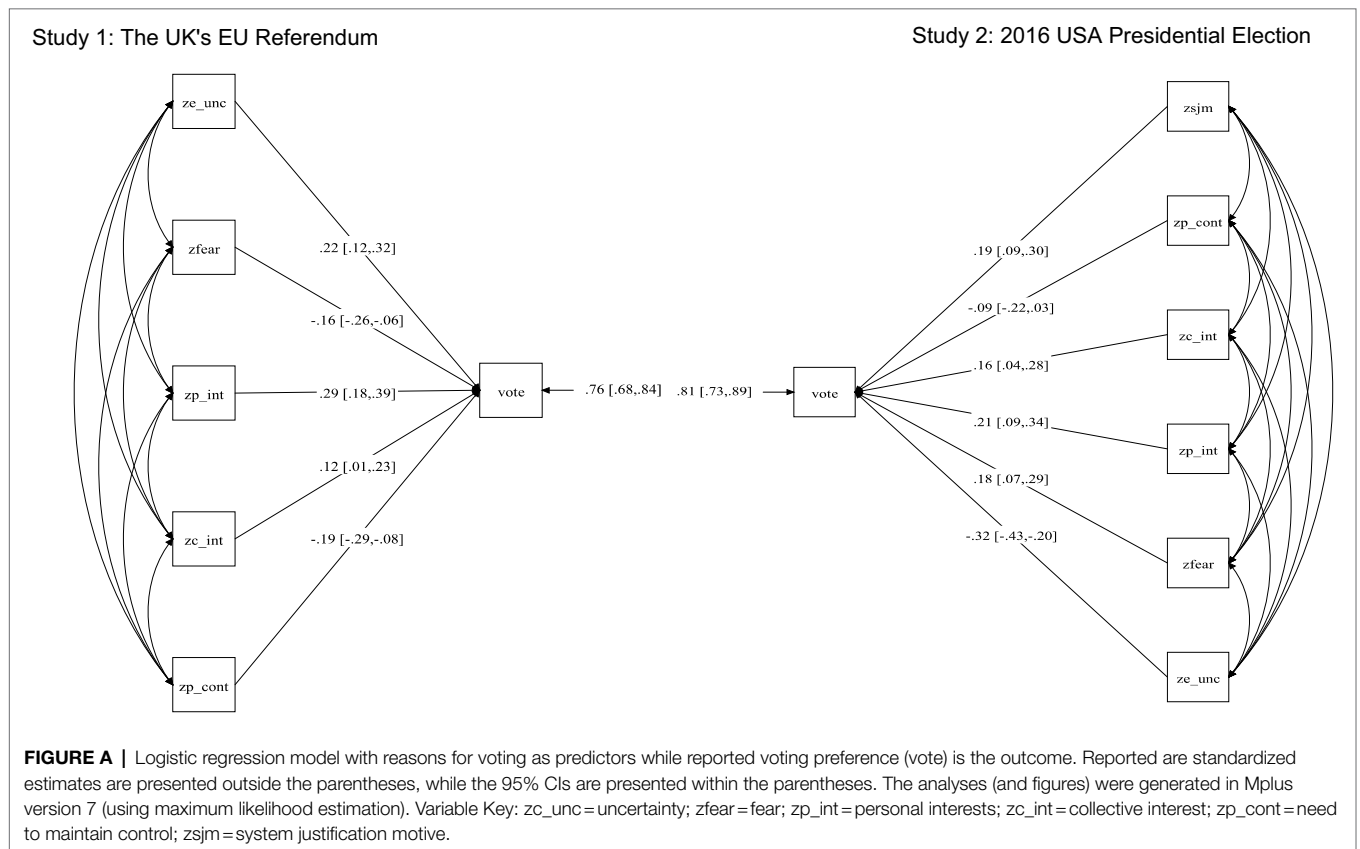 Study 1: The UK's EU Referendum
Study 2: 2016 USA Presidential Election
ze_unc
zfear
zp_int
zc_int
zp_cont
.22 [.12,.32]
-.16 [-.26,-.06]
.29 [.18,.39]
.12 [.01,.23]
-.19 [-.29,-.08]
vote
.76 [.68,.84]
.81 [.73,.89]
vote
.19 [.09,.30]
-.09 [-.22,.03]
.16 [.04,.28]
.21 [.09,.34]
.18 [.07,.29]
-.32 [-.43,-.20]
zsjm
zp_cont
zc_int
zp_int
zfear
ze_unc
FIGURE A | Logistic regression model with reasons for voting as predictors while reported voting preference (vote) is the outcome. Reported are standardized
estimates are presented outside the parentheses, while the 95% CIs are presented within the parentheses. The analyses (and figures) were generated in Mplus
version 7 (using maximum likelihood estimation). Variable Key: zc_unc=uncertainty; zfear=fear; zp_int=personal interests; zc_int=collective interest; zp_cont=need
to maintain control; zsjm=system justification motive.